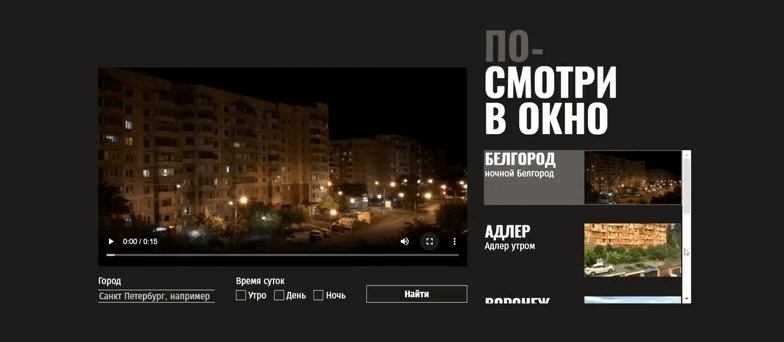 ПО-
СМОТРИ
В ОКНО
0:00 / 0:15
БЕЛГОРОД
ночной Белгород
АДЛЕР
Адлер утром
ВОРОНЕЖ
Город
Санкт Петербург, например
Время суток
Утро
День
Ночь
Найти